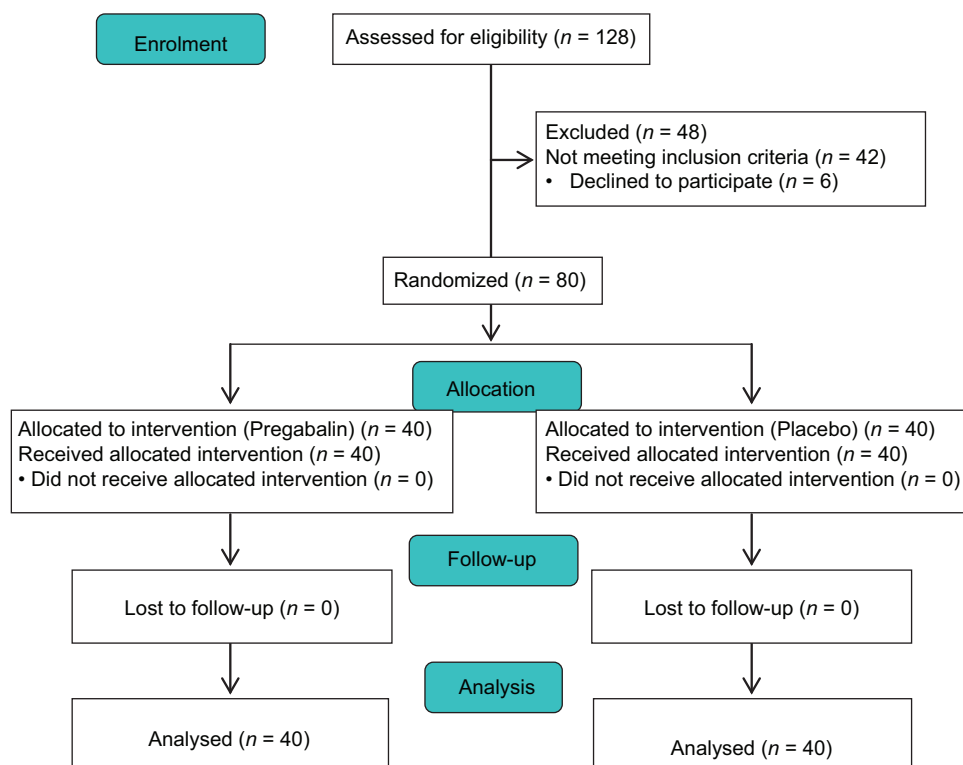 Enrolment
Assessed for eligibility (n = 128)
Excluded (n = 48)
Not meeting inclusion criteria (n = 42)
• Declined to participate (n = 6)
Randomized (n = 80)
Allocation
Allocated to intervention (Pregabalin) (n = 40)
Received allocated intervention (n = 40)
• Did not receive allocated intervention (n = 0)
Allocated to intervention (Placebo) (n = 40)
Received allocated intervention (n = 40)
• Did not receive allocated intervention (n = 0)
Follow-up
Lost to follow-up (n = 0)
Lost to follow-up (n = 0)
Analysis
Analysed (n = 40)
Analysed (n = 40)